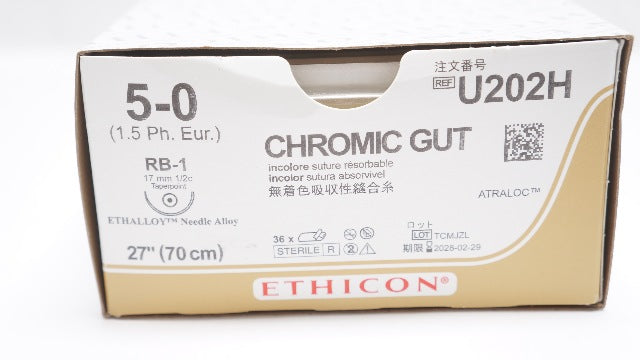 5-0
(1.5 Ph. Eur.)
RB-1
17 mm 1/2c
Taperpoint
ETHALLOY™ Needle Alloy
27" (70 cm)
CHROMIC GUT
incolore suture résorbable
incolor sutura absorvível
無着色吸収性縫合糸
36 x
STERILE R
2
注文番号
REF U202H
ATRALOC™
ロット
LOT TCMJZL
期限 2028-02-29
ETHICON®